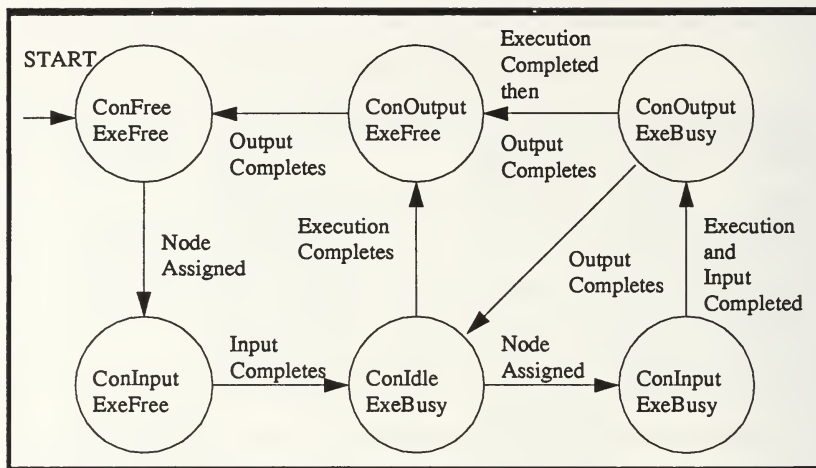 START
ConFree
ExeFree
ConOutput
ExeFree
ConOutput
ExeBusy
Execution
Completed
then
Output
Completes
Output
Completes
Node
Assigned
Execution
Completes
Output
Completes
Execution
and
Input
Completed
ConInput
ExeFree
Input
Completes
ConIdle
ExeBusy
Node
Assigned
ConInput
ExeBusy